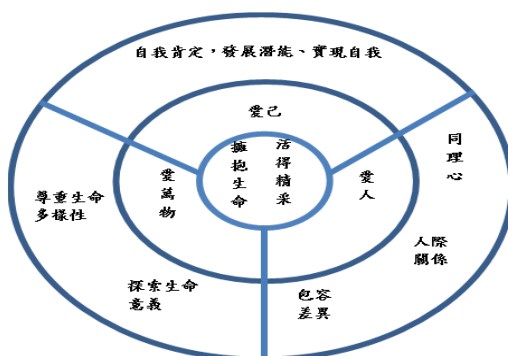 自我肯定，發展潛能、實現自我
愛己
擁抱生命
活得精采
愛萬物
愛人
同理心
尊重生命
多樣性
人際
關係
探索生命
意義
包容
差異